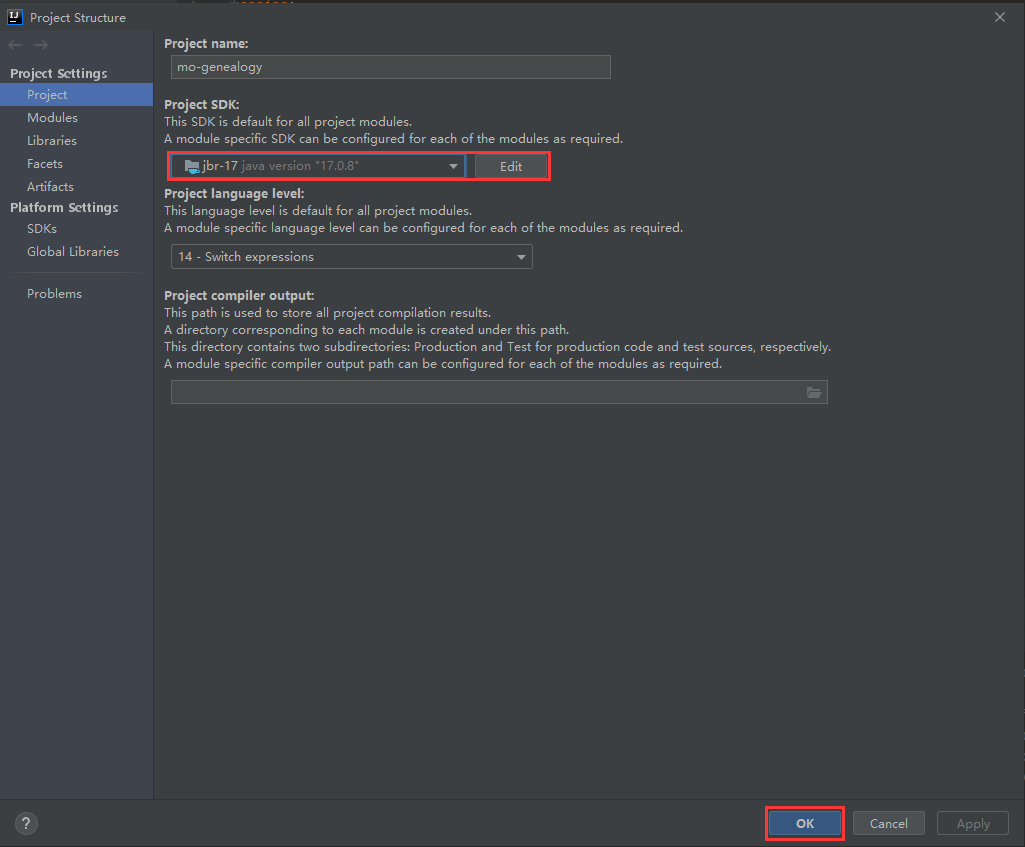 Project Structure
Project Settings
Project
Modules
Libraries
Facets
Artifacts
Platform Settings
SDKs
Global Libraries
Problems
Project name:
mo-genealogy
Project SDK:
This SDK is default for all project modules.
A module specific SDK can be configured for each of the modules as required.
jbr-17 java version "17.0.8"
Edit
Project language level:
This language level is default for all project modules.
A module specific language level can be configured for each of the modules as required.
14 - Switch expressions
Project compiler output:
This path is used to store all project compilation results.
A directory corresponding to each module is created under this path.
This directory contains two subdirectories: Production and Test for production code and test sources, respectively.
A module specific compiler output path can be configured for each of the modules as required.
?
OK
Cancel
Apply